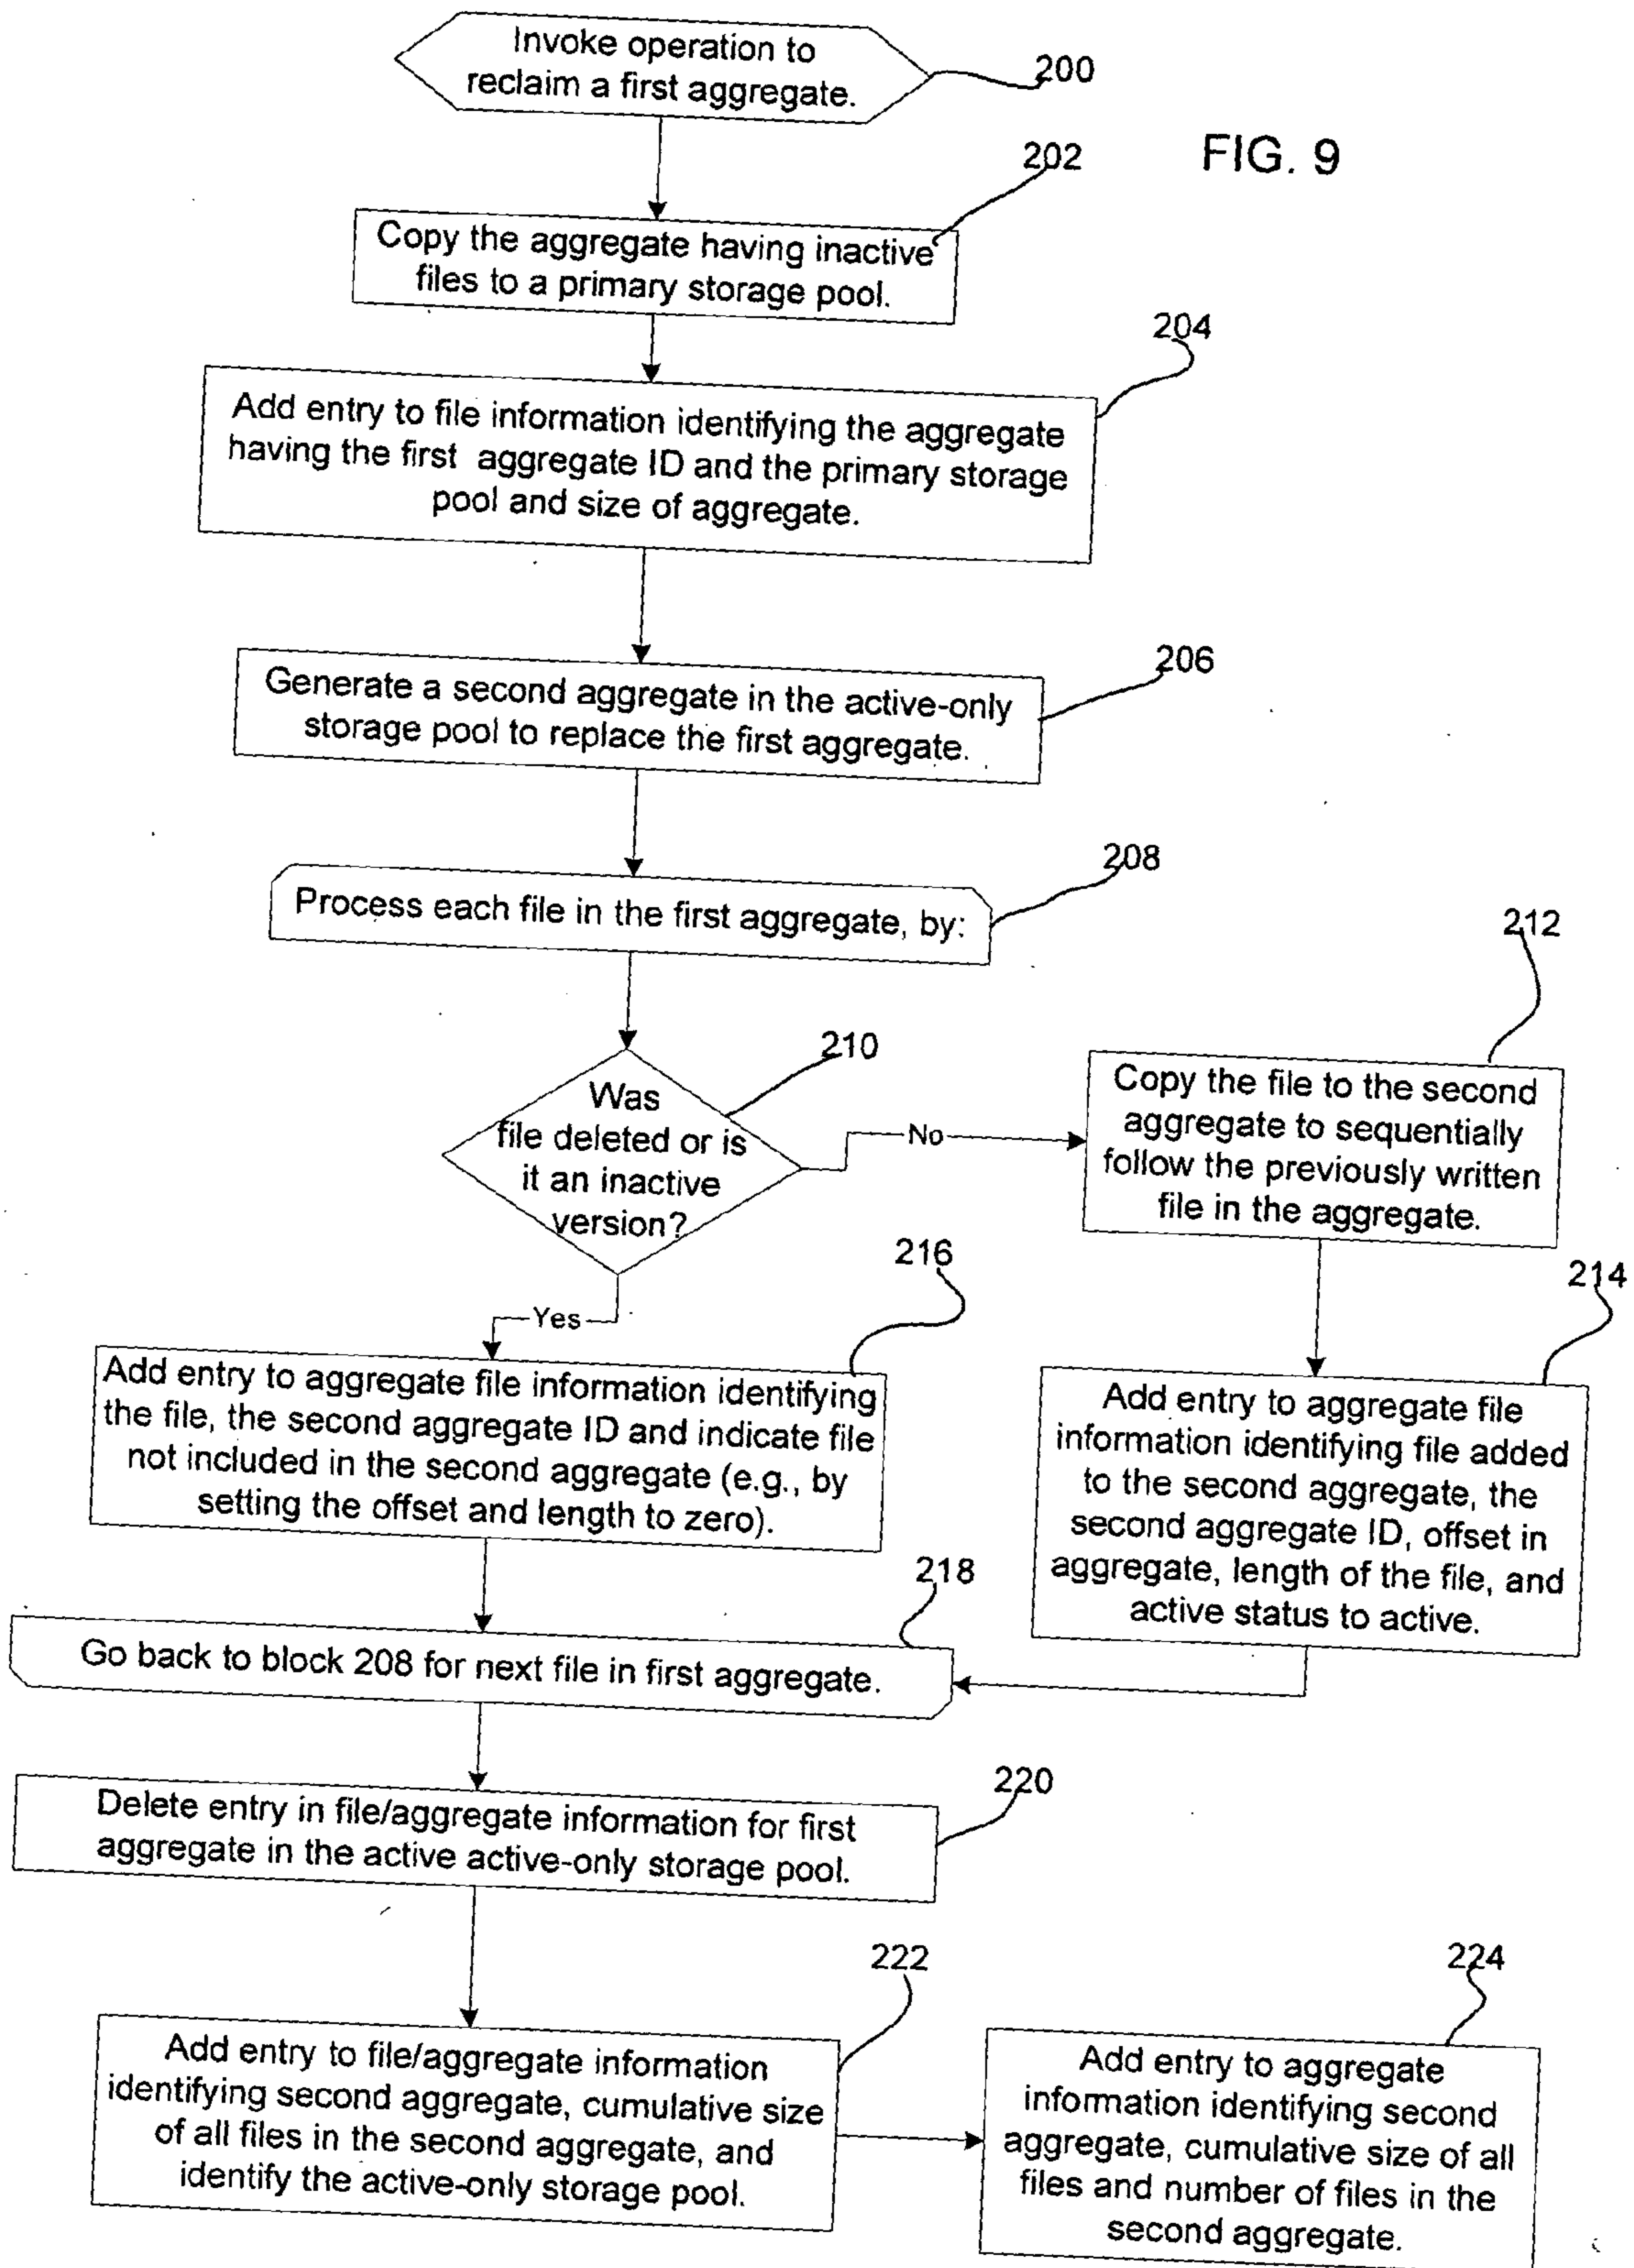 Invoke operation to
reclaim a first aggregate.
200
FIG. 9
202
Copy the aggregate having inactive
files to a primary storage pool.
204
Add entry to file information identifying the aggregate
having the first aggregate ID and the primary storage
pool and size of aggregate.
206
Generate a second aggregate in the active-only
storage pool to replace the first aggregate.
208
Process each file in the first aggregate, by:
210
Was
file deleted or is
it an inactive
version?
No
212
Copy the file to the second
aggregate to sequentially
follow the previously written
file in the aggregate.
214
Add entry to aggregate file
information identifying file added
to the second aggregate, the
second aggregate ID, offset in
aggregate, length of the file, and
active status to active.
Yes
216
Add entry to aggregate file information identifying
the file, the second aggregate ID and indicate file
not included in the second aggregate (e.g., by
setting the offset and length to zero).
218
Go back to block 208 for next file in first aggregate.
220
Delete entry in file/aggregate information for first
aggregate in the active active-only storage pool.
222
Add entry to file/aggregate information
identifying second aggregate, cumulative size
of all files in the second aggregate, and
identify the active-only storage pool.
224
Add entry to aggregate
information identifying second
aggregate, cumulative size of all
files and number of files in the
second aggregate.